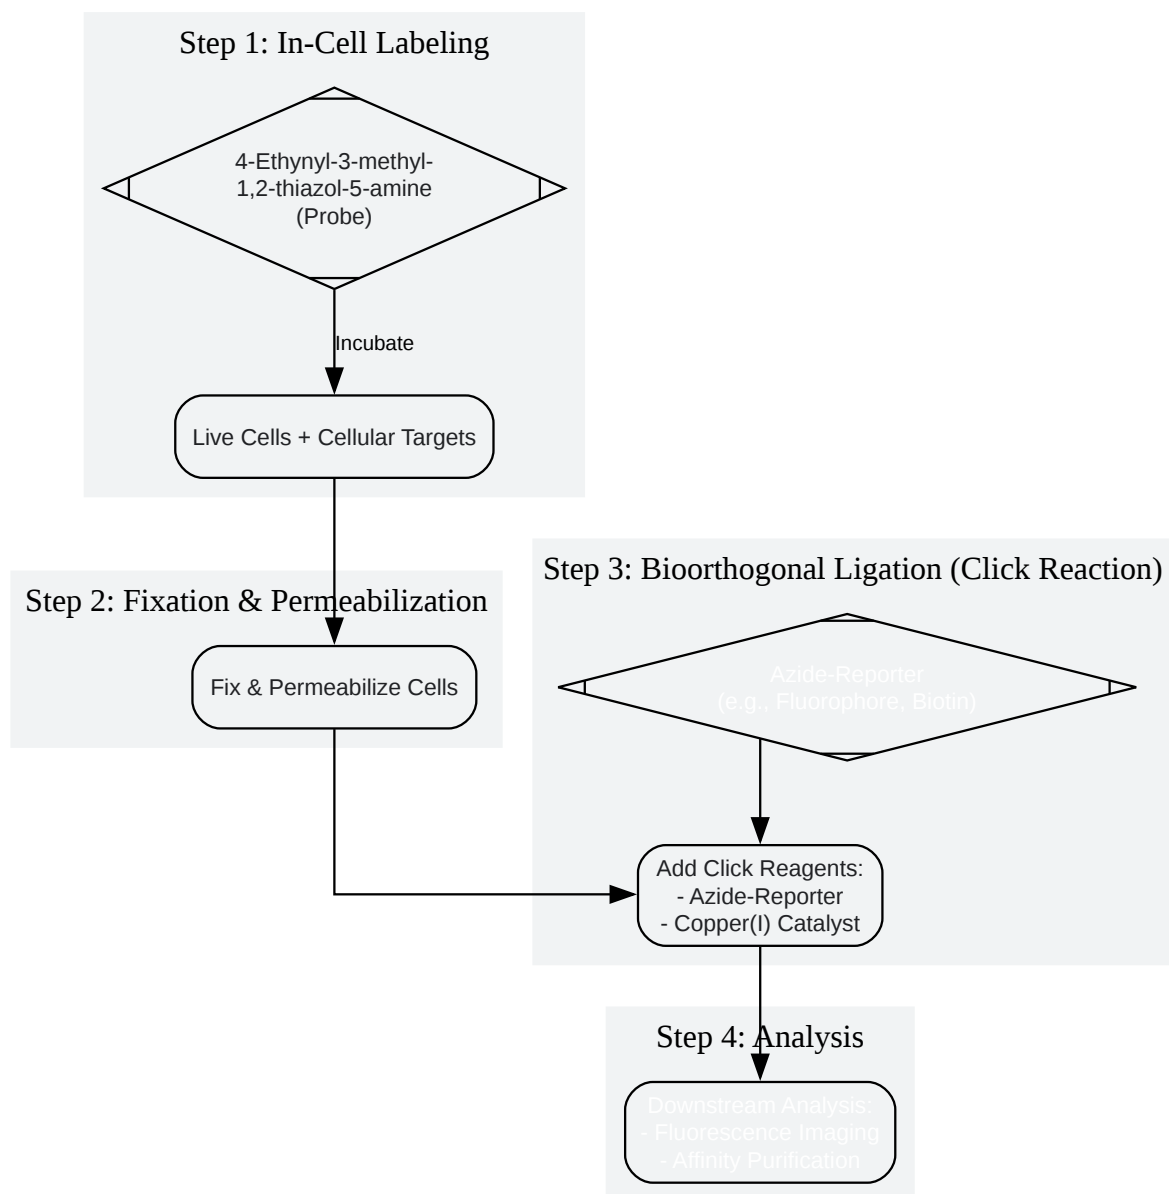 Step 1: In-Cell Labeling
4-Ethynyl-3-methyl-
1,2-thiazol-5-amine
(Probe)
Incubate
Live Cells + Cellular Targets
Step 2: Fixation & Permeabilization
Fix & Permeabilize Cells
Step 3: Bioorthogonal Ligation (Click Reaction)
Azide-Reporter
(e.g., Fluorophore, Biotin)
Add Click Reagents:
- Azide-Reporter
- Copper(I) Catalyst
Step 4: Analysis
Downstream Analysis:
- Fluorescence Imaging
- Affinity Purification